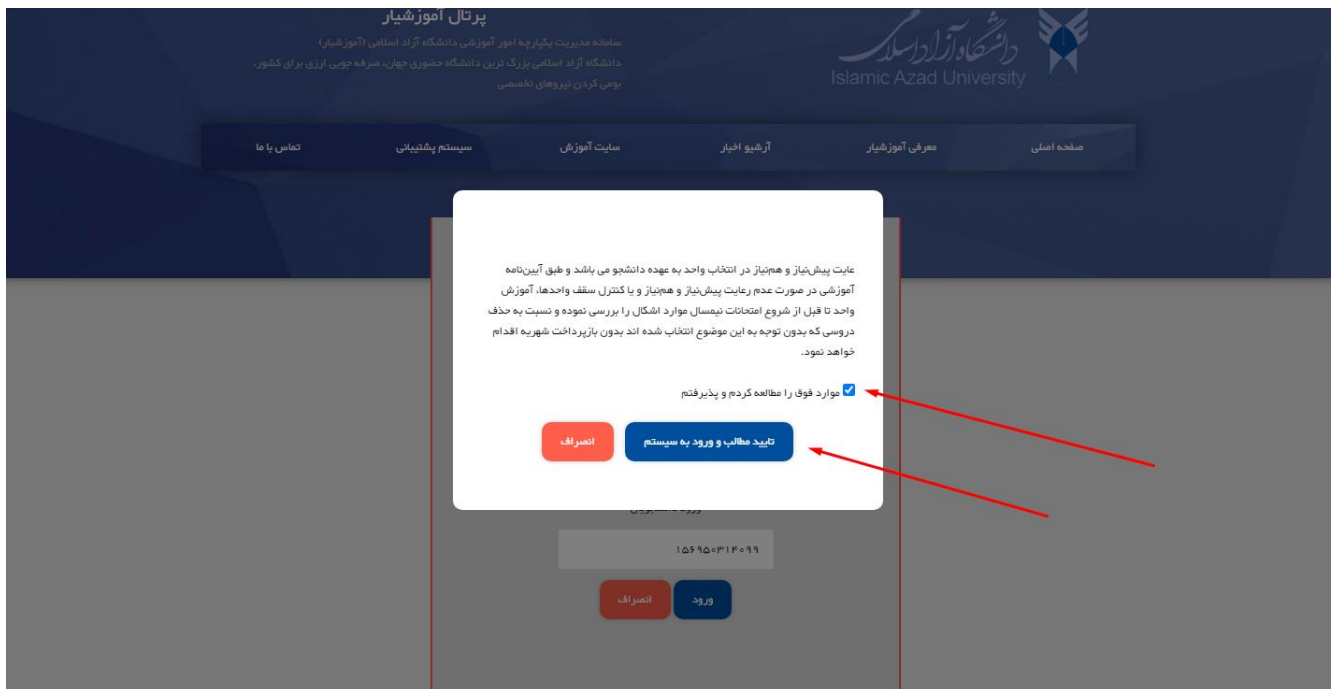 پرتال آموزشیار
سامانه مدیریت یکپارچه امور آموزشی دانشگاه آزاد اسلامی (آموزشیار)
دانشگاه آزاد اسلامی بزرگ ترین دانشگاه حضوری جهان، صرفه جویی ارزی برای کشور،
بومی کردن نیروهای تخصصی
دانشگاه آزاد اسلامی
Islamic Azad University
صفحه اصلی
معرفی آموزشیار
آرشیو اخبار
سایت آموزش
سیستم پشتیبانی
تماس با ما
عایت پیش‌نیاز و هم‌نیاز در انتخاب واحد به عهده دانشجو می باشد و طبق آیین‌نامه
آموزشی در صورت عدم رعایت پیش‌نیاز و هم‌نیاز و یا کنترل سقف واحدها، آموزش
واحد تا قبل از شروع امتحانات نیمسال موارد اشکال را بررسی نموده و نسبت به حذف
دروسی که بدون توجه به این موضوع انتخاب شده اند بدون بازپرداخت شهریه اقدام
خواهد نمود.
موارد فوق را مطالعه کردم و پذیرفتم
تایید مطالب و ورود به سیستم
انصراف
۱۵۶۹۵۰۳۱۴۰۹۹
ورود
انصراف